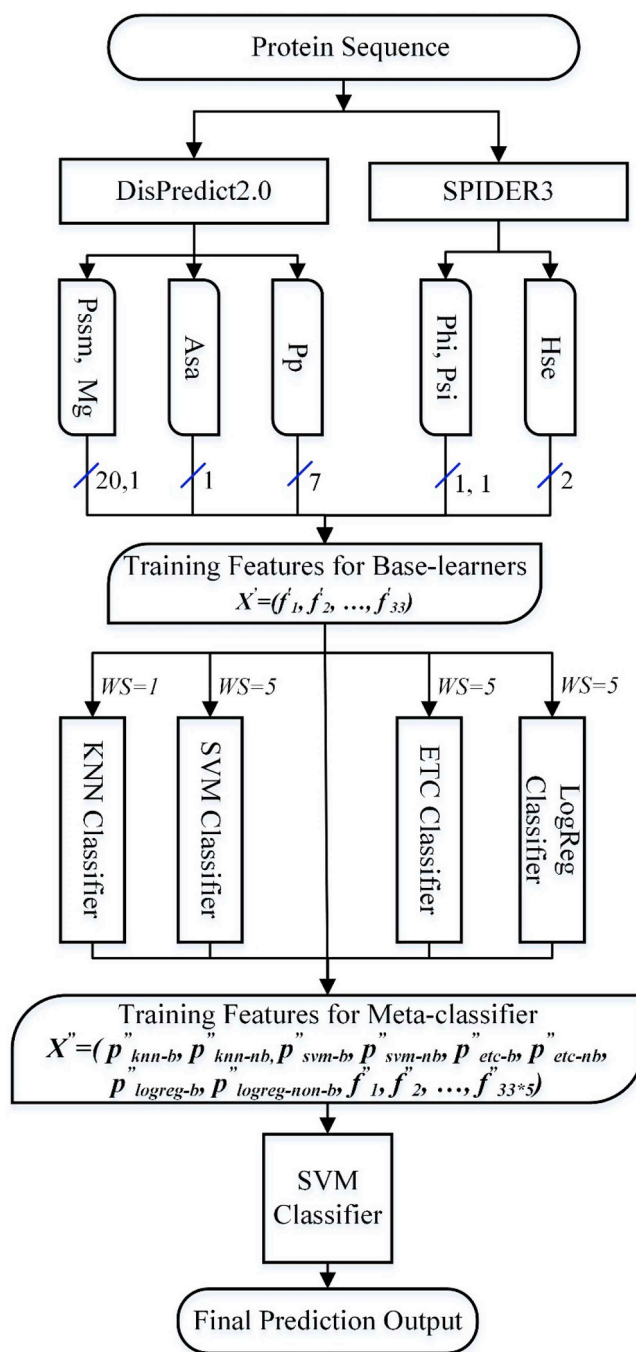 Protein Sequence
DisPredict2.0
SPIDER3
Pssm, Mg
Asa
Pp
Phi, Psi
Hse
20,1
1
7
1, 1
2
Training Features for Base-learners
X'=(f'1, f'2, ..., f'33)
WS=1
WS=5
WS=5
WS=5
KNN Classifier
SVM Classifier
ETC Classifier
LogReg
Classifier
Training Features for Meta-classifier
X"=( p"knn-b, p"knn-nb, p"svm-b, p"svm-nb, p"etc-b, p"etc-nb,
p"logreg-b, p"logreg-non-b, f"1, f"2, ..., f"33*5)
SVM
Classifier
Final Prediction Output